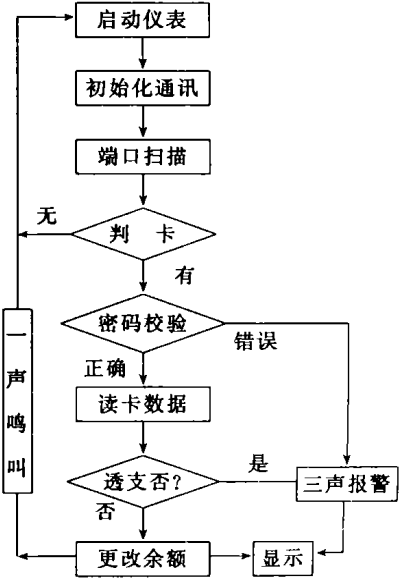 启动仪表
初始化通讯
端口扫描
无
判 卡
有
密码校验
错误
正确
一声鸣叫
读卡数据
透支否?
是
三声报警
否
更改余额
显示